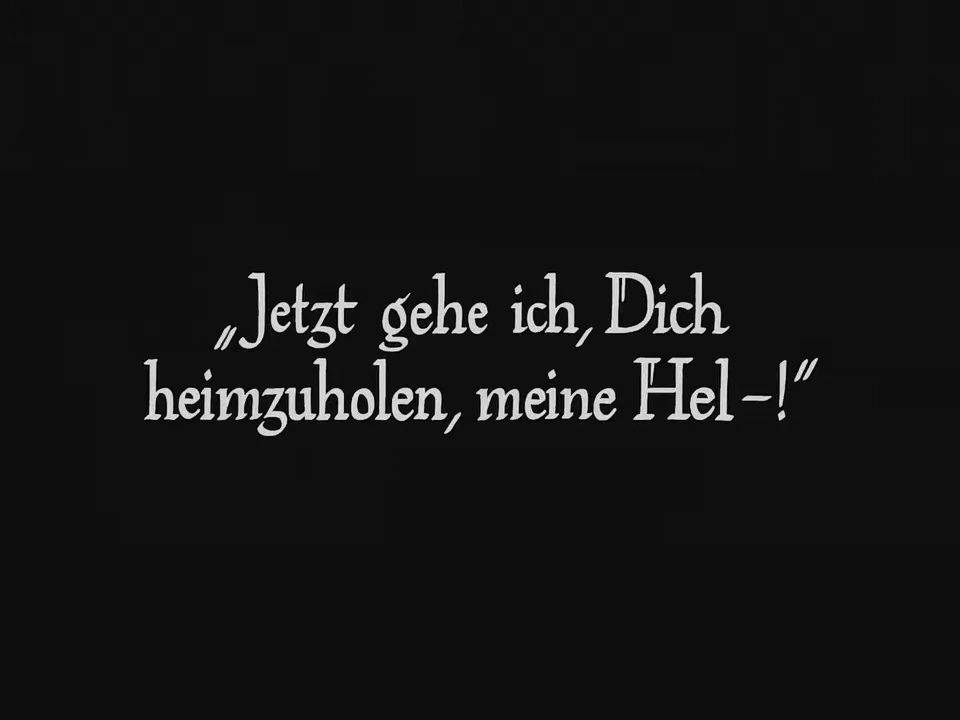 „Jetzt gehe ich, Dich
heimzuholen, meine Hel –!”